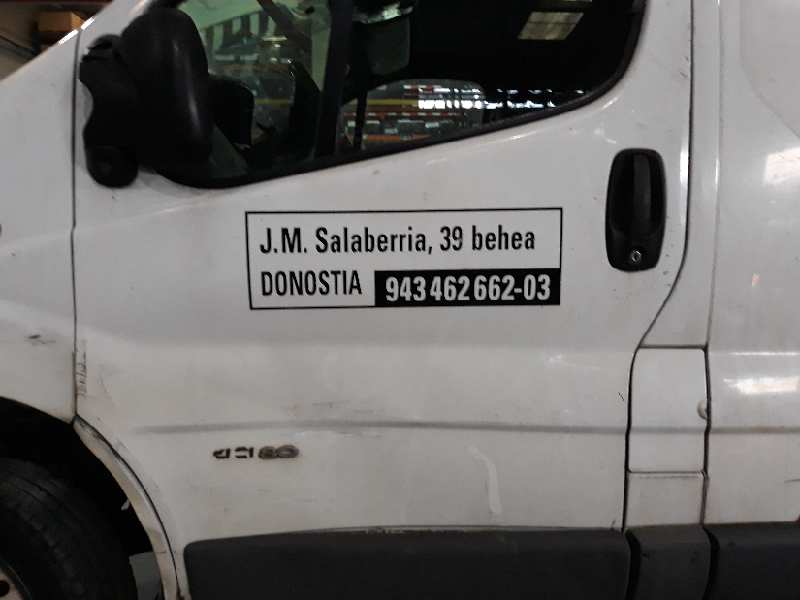 J.M. Salaberria, 39 behea
DONOSTIA 943 462 662-03